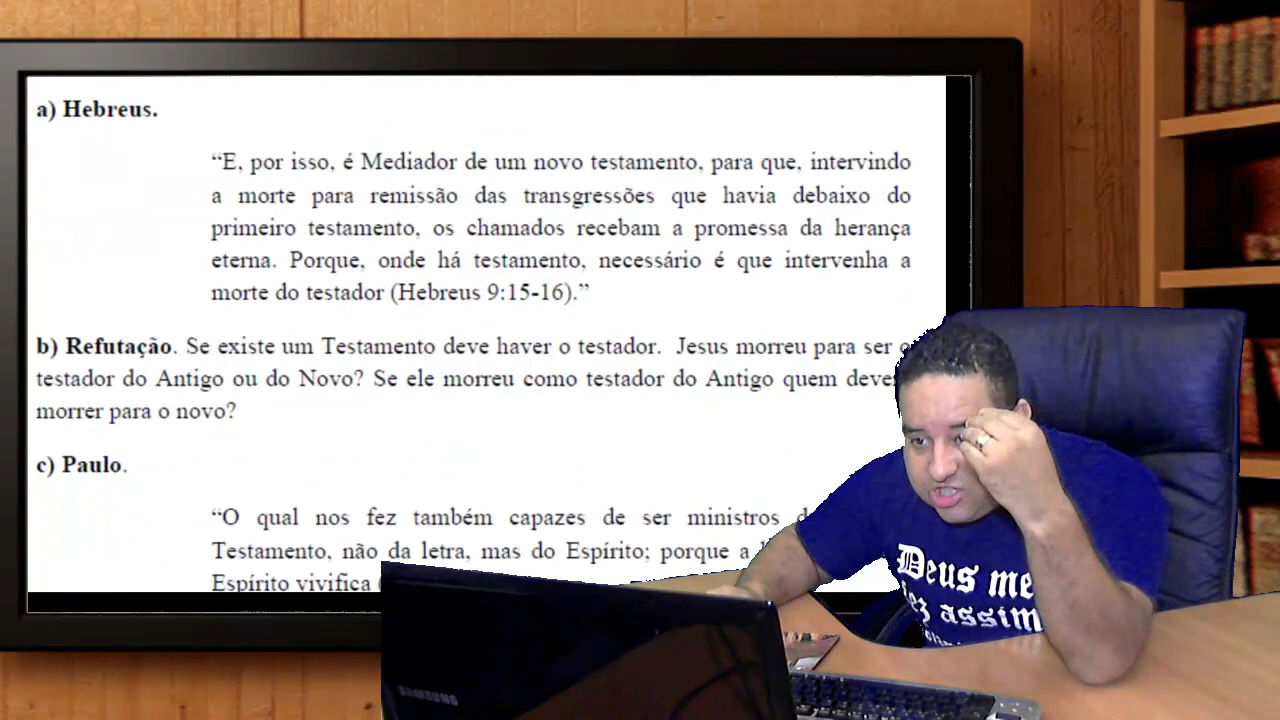 a) Hebreus.
“E, por isso, é Mediador de um novo testamento, para que, intervindo
a morte para remissão das transgressões que havia debaixo do
primeiro testamento, os chamados recebam a promessa da herança
eterna. Porque, onde há testamento, necessário é que intervenha a
morte do testador (Hebreus 9:15-16).”
b) Refutação. Se existe um Testamento deve haver o testador. Jesus morreu para ser
testador do Antigo ou do Novo? Se ele morreu como testador do Antigo quem
morrer para o novo?
c) Paulo.
“O qual nos fez também capazes de ser ministros
Testamento, não da letra, mas do Espírito; porque a
Espírito vivifica
Deus me
fez assim
SAMSUNG